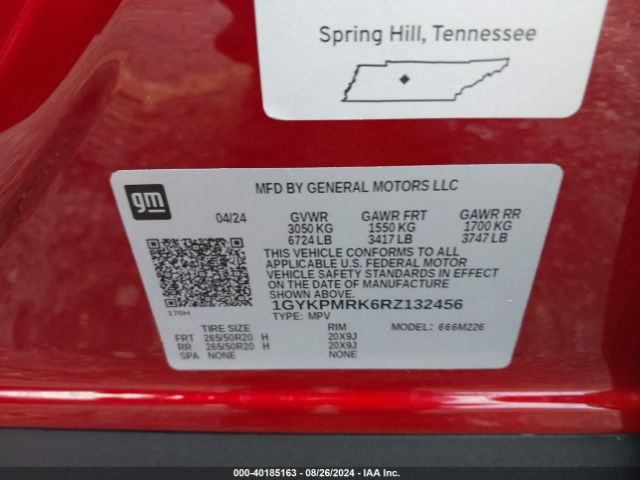 Spring Hill, Tennessee
gm
MFD BY GENERAL MOTORS LLC
04/24 GVWR GAWR FRT GAWR RR
3050 KG 1550 KG 1700 KG
6724 LB 3417 LB 3747 LB
THIS VEHICLE CONFORMS TO ALL
APPLICABLE U.S. FEDERAL MOTOR
VEHICLE SAFETY STANDARDS IN EFFECT
ON THE DATE OF MANUFACTURE
SHOWN ABOVE.
1GYKPMRK6RZ132456
170H
TYPE: MPV MODEL: 666M226
TIRE SIZE RIM
FRT 265/50R20 H 20X9J
RR 265/50R20 H 20X9J
SPA NONE NONE
000-40185163 - 08/26/2024 - IAA Inc.